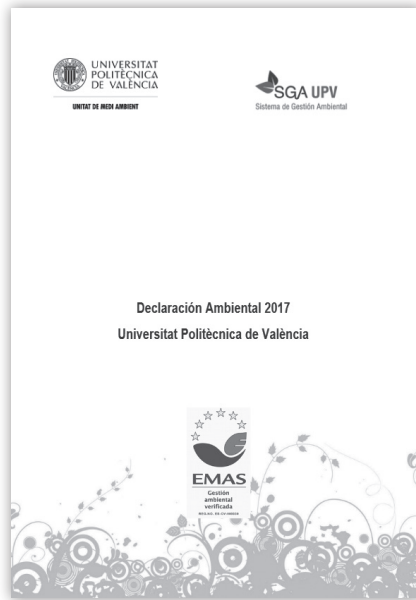 UNIVERSITAT
POLITÈCNICA
DE VALÈNCIA
UNITAT DE MEDI AMBIENT
SGA UPV
Sistema de Gestión Ambiental
Declaración Ambiental 2017
Universitat Politècnica de València
EMAS
Gestión
ambiental
verificada